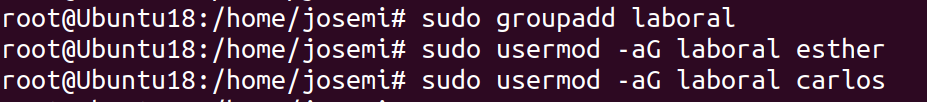 root@Ubuntu18:/home/josemi# sudo groupadd laboral
root@Ubuntu18:/home/josemi# sudo usermod -aG laboral esther
root@Ubuntu18:/home/josemi# sudo usermod -aG laboral carlos